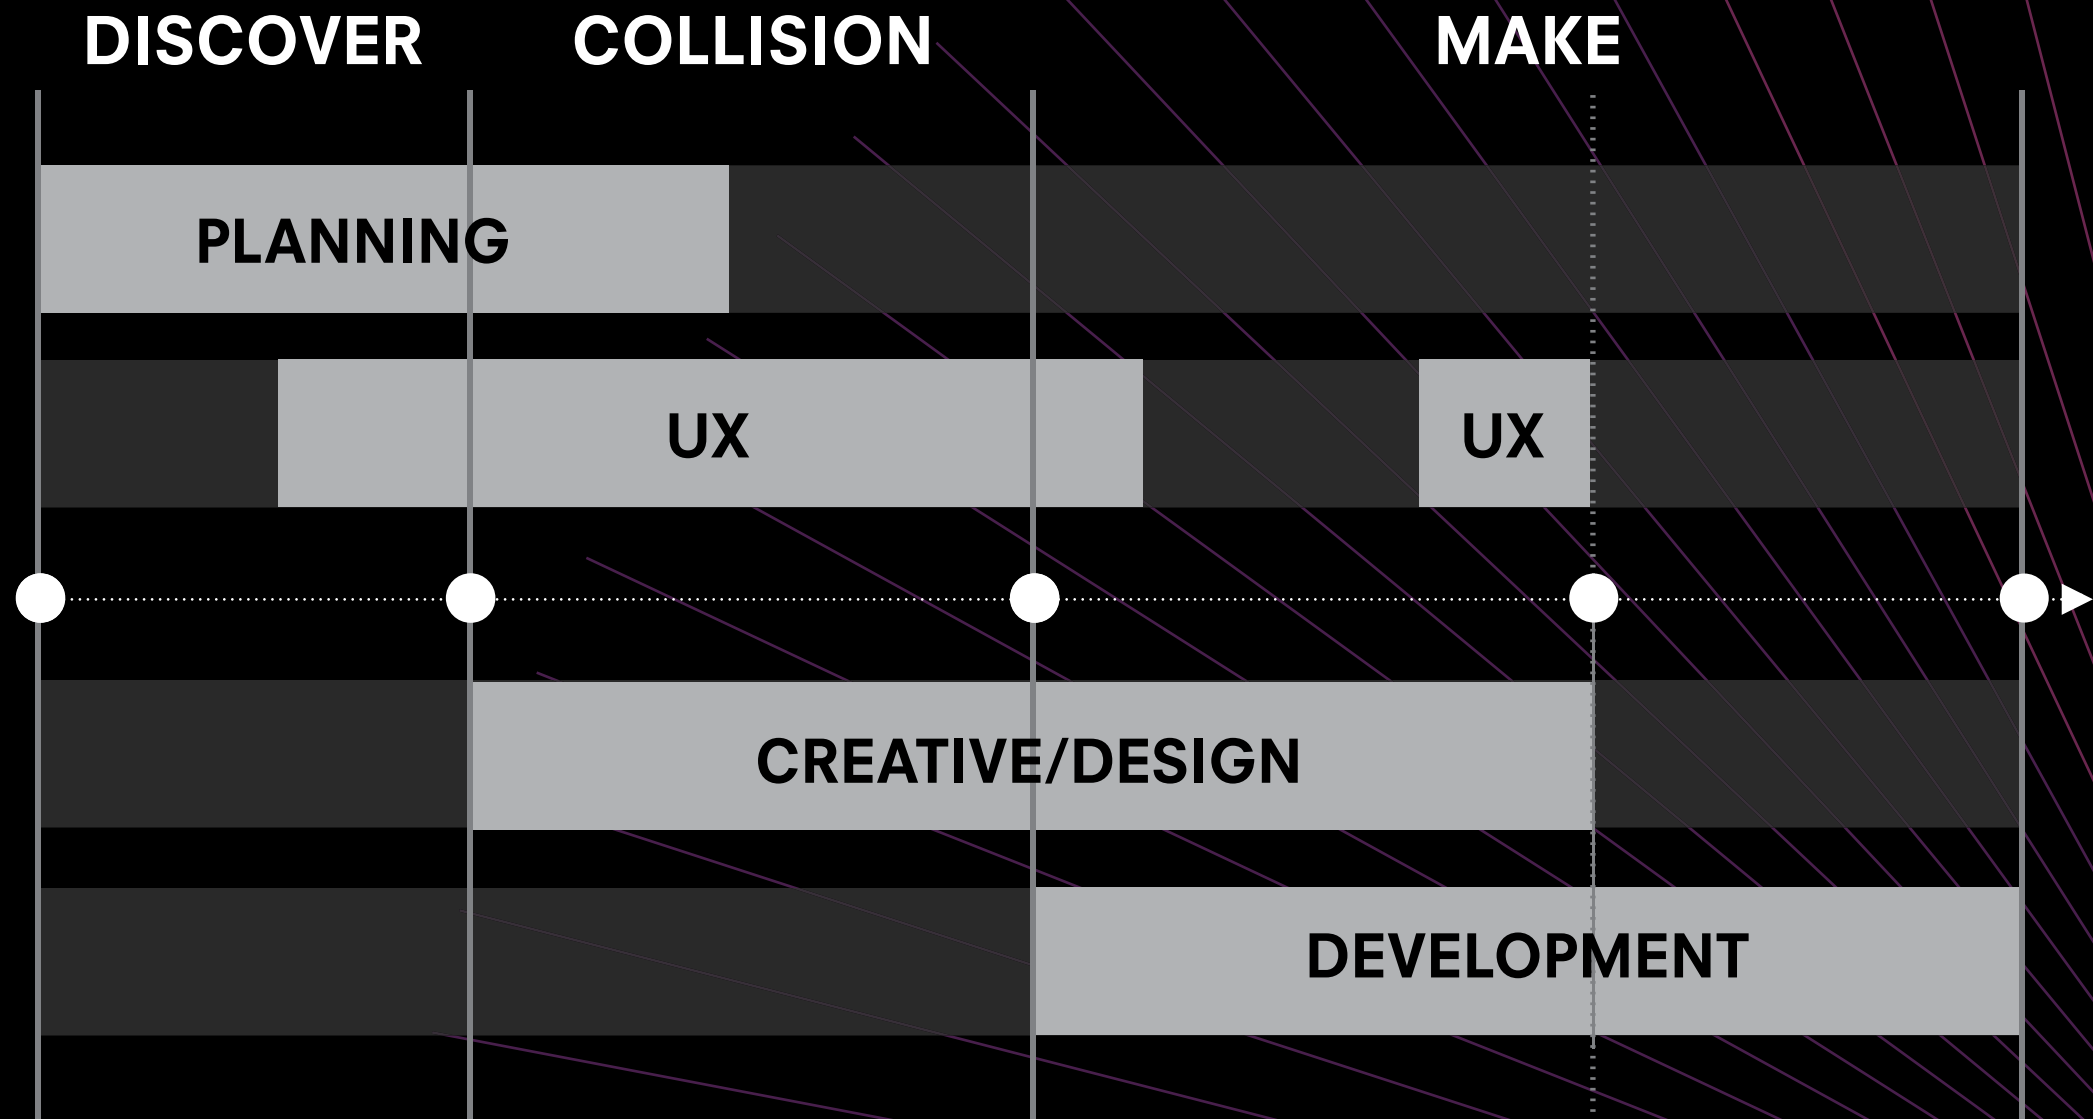 DISCOVER COLLISION MAKE
PLANNING
UX UX
CREATIVE/DESIGN
DEVELOPMENT